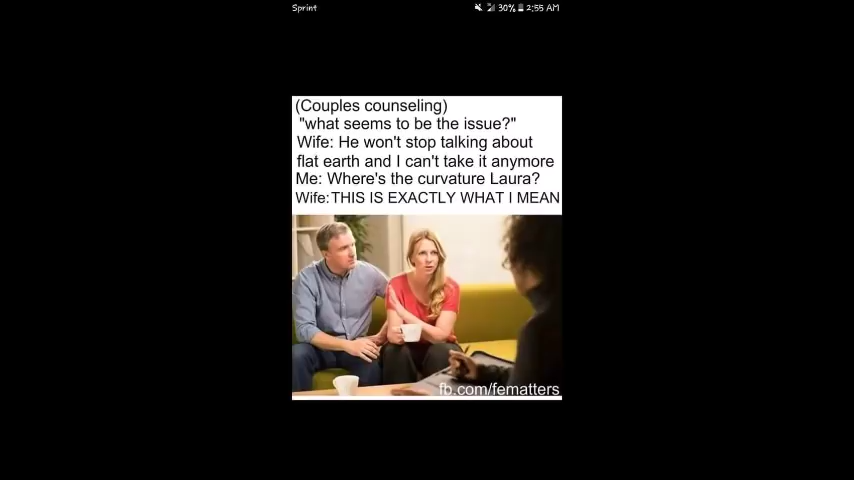 Sprint
30% 2:55 AM
(Couples counseling)
"what seems to be the issue?"
Wife: He won't stop talking about
flat earth and I can't take it anymore
Me: Where's the curvature Laura?
Wife:THIS IS EXACTLY WHAT I MEAN
fb.com/fematters